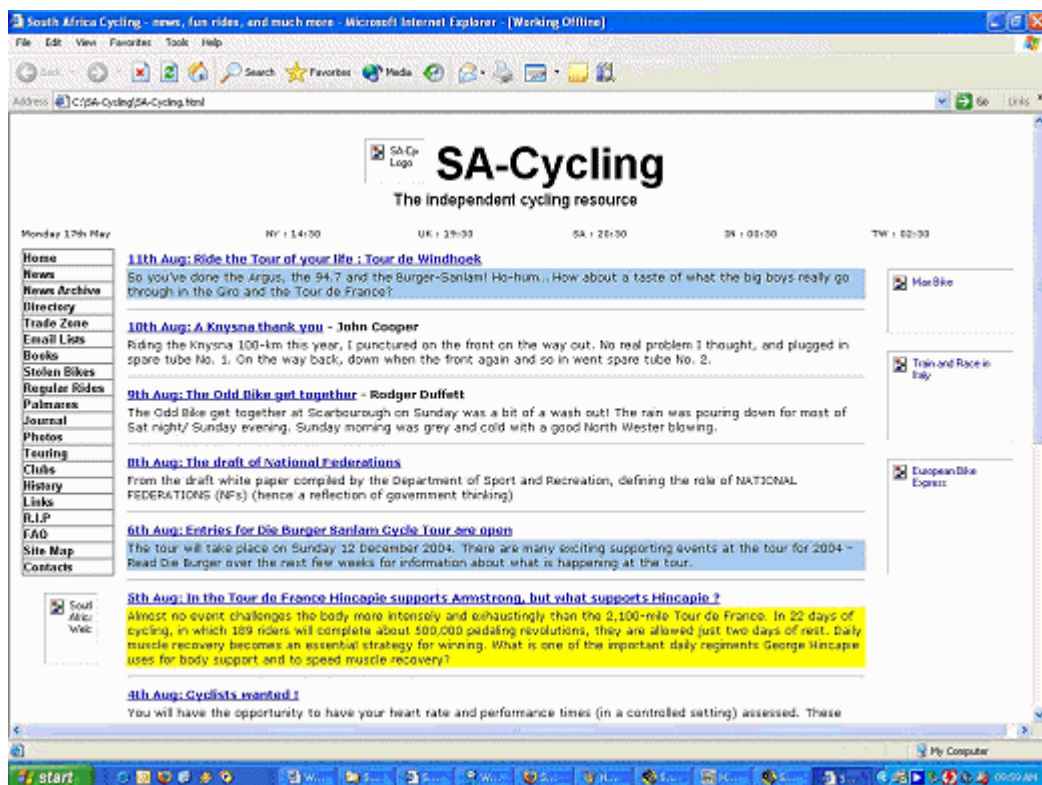 South Africa Cycling - news, fun rides, and much more - Microsoft Internet Explorer - [Working Offline]
File Edit View Favorites Tools Help
Back Search Favorites Media
Address C:\SA-Cycling\SA-Cycling.html Go Links
SA-Cy
Logo
SA-Cycling
The independent cycling resource
Monday 17th May NY : 14:30 UK : 19:30 SA : 20:30 IN : 00:30 TW : 02:30
Home
News
News Archive
Directory
Trade Zone
Email Lists
Books
Stolen Bikes
Regular Rides
Palmares
Journal
Photos
Touring
Clubs
History
Links
R.I.P
FAQ
Site Map
Contacts
11th Aug: Ride the Tour of your life : Tour de Windhoek
So you've done the Argus, the 94.7 and the Burger-Sanlam! Ho-hum... How about a taste of what the big boys really go
through in the Giro and the Tour de France?
10th Aug: A Knysna thank you - John Cooper
Riding the Knysna 100-km this year, I punctured on the front on the way out. No real problem I thought, and plugged in
spare tube No. 1. On the way back, down when the front again and so in went spare tube No. 2.
9th Aug: The Odd Bike get together - Rodger Duffett
The Odd Bike get together at Scarbourough on Sunday was a bit of a wash out! The rain was pouring down for most of
Sat night/ Sunday evening. Sunday morning was grey and cold with a good North Wester blowing.
8th Aug: The draft of National Federations
From the draft white paper compiled by the Department of Sport and Recreation, defining the role of NATIONAL
FEDERATIONS (NFs) (hence a reflection of government thinking)
6th Aug: Entries for Die Burger Sanlam Cycle Tour are open
The tour will take place on Sunday 12 December 2004. There are many exciting supporting events at the tour for 2004 -
Read Die Burger over the next few weeks for information about what is happening at the tour.
5th Aug: In the Tour de France Hincapie supports Armstrong, but what supports Hincapie ?
Almost no event challenges the body more intensely and exhaustingly than the 2,100-mile Tour de France. In 22 days of
cycling, in which 189 riders will complete about 500,000 pedaling revolutions, they are allowed just two days of rest. Daily
muscle recovery becomes an essential strategy for winning. What is one of the important daily regiments George Hincapie
uses for body support and to speed muscle recovery?
4th Aug: Cyclists wanted !
You will have the opportunity to have your heart rate and performance times (in a controlled setting) assessed. These
Max Bike
Train and Race in
Italy
European Bike
Express
My Computer
start 09:59 AM